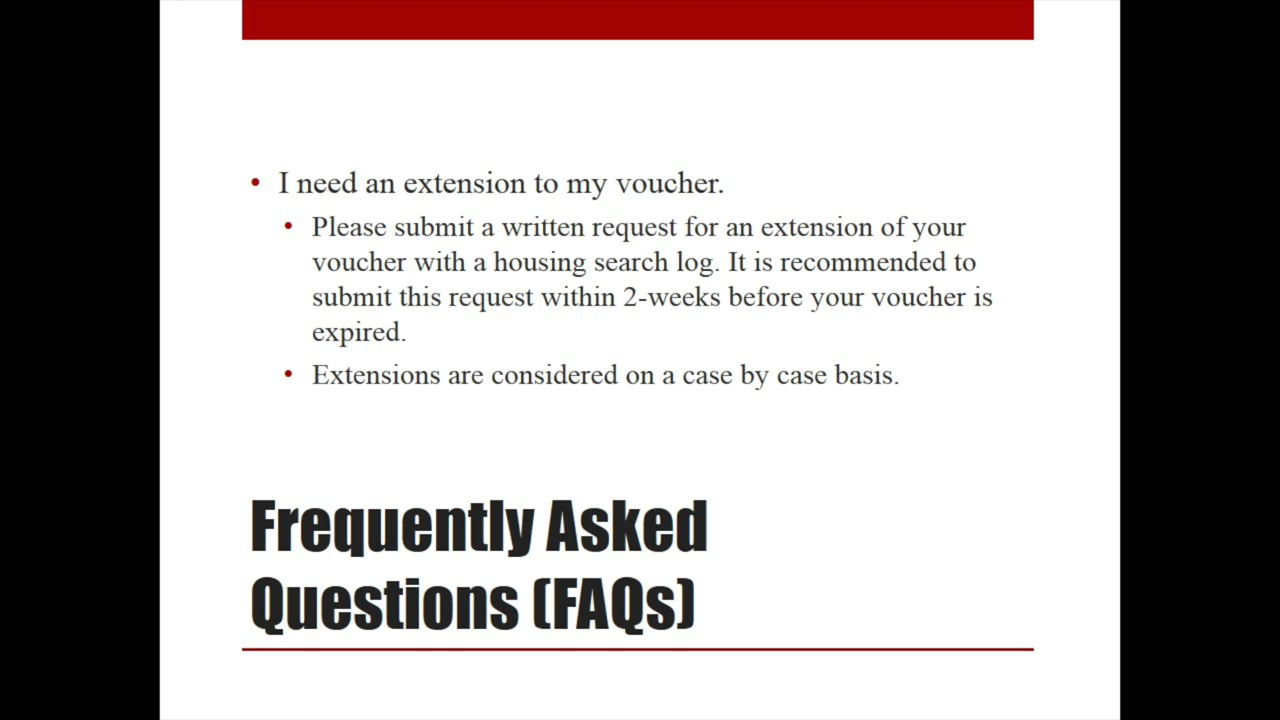 • I need an extension to my voucher.
• Please submit a written request for an extension of your
voucher with a housing search log. It is recommended to
submit this request within 2-weeks before your voucher is
expired.
• Extensions are considered on a case by case basis.
Frequently Asked
Questions (FAQs)